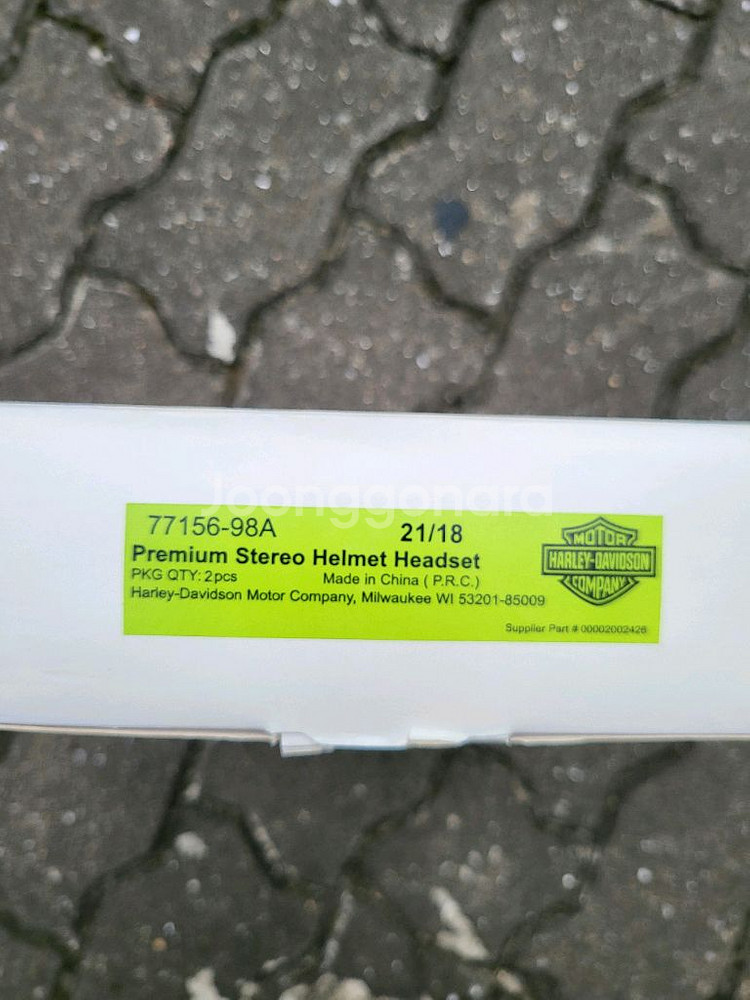 Joonggonara
77156-98A 21/18
Premium Stereo Helmet Headset
PKG QTY: 2pcs Made in China ( P.R.C.)
Harley-Davidson Motor Company, Milwaukee WI 53201-85009
Supplier Part # 00002002426
MOTOR
HARLEY-DAVIDSON
COMPANY